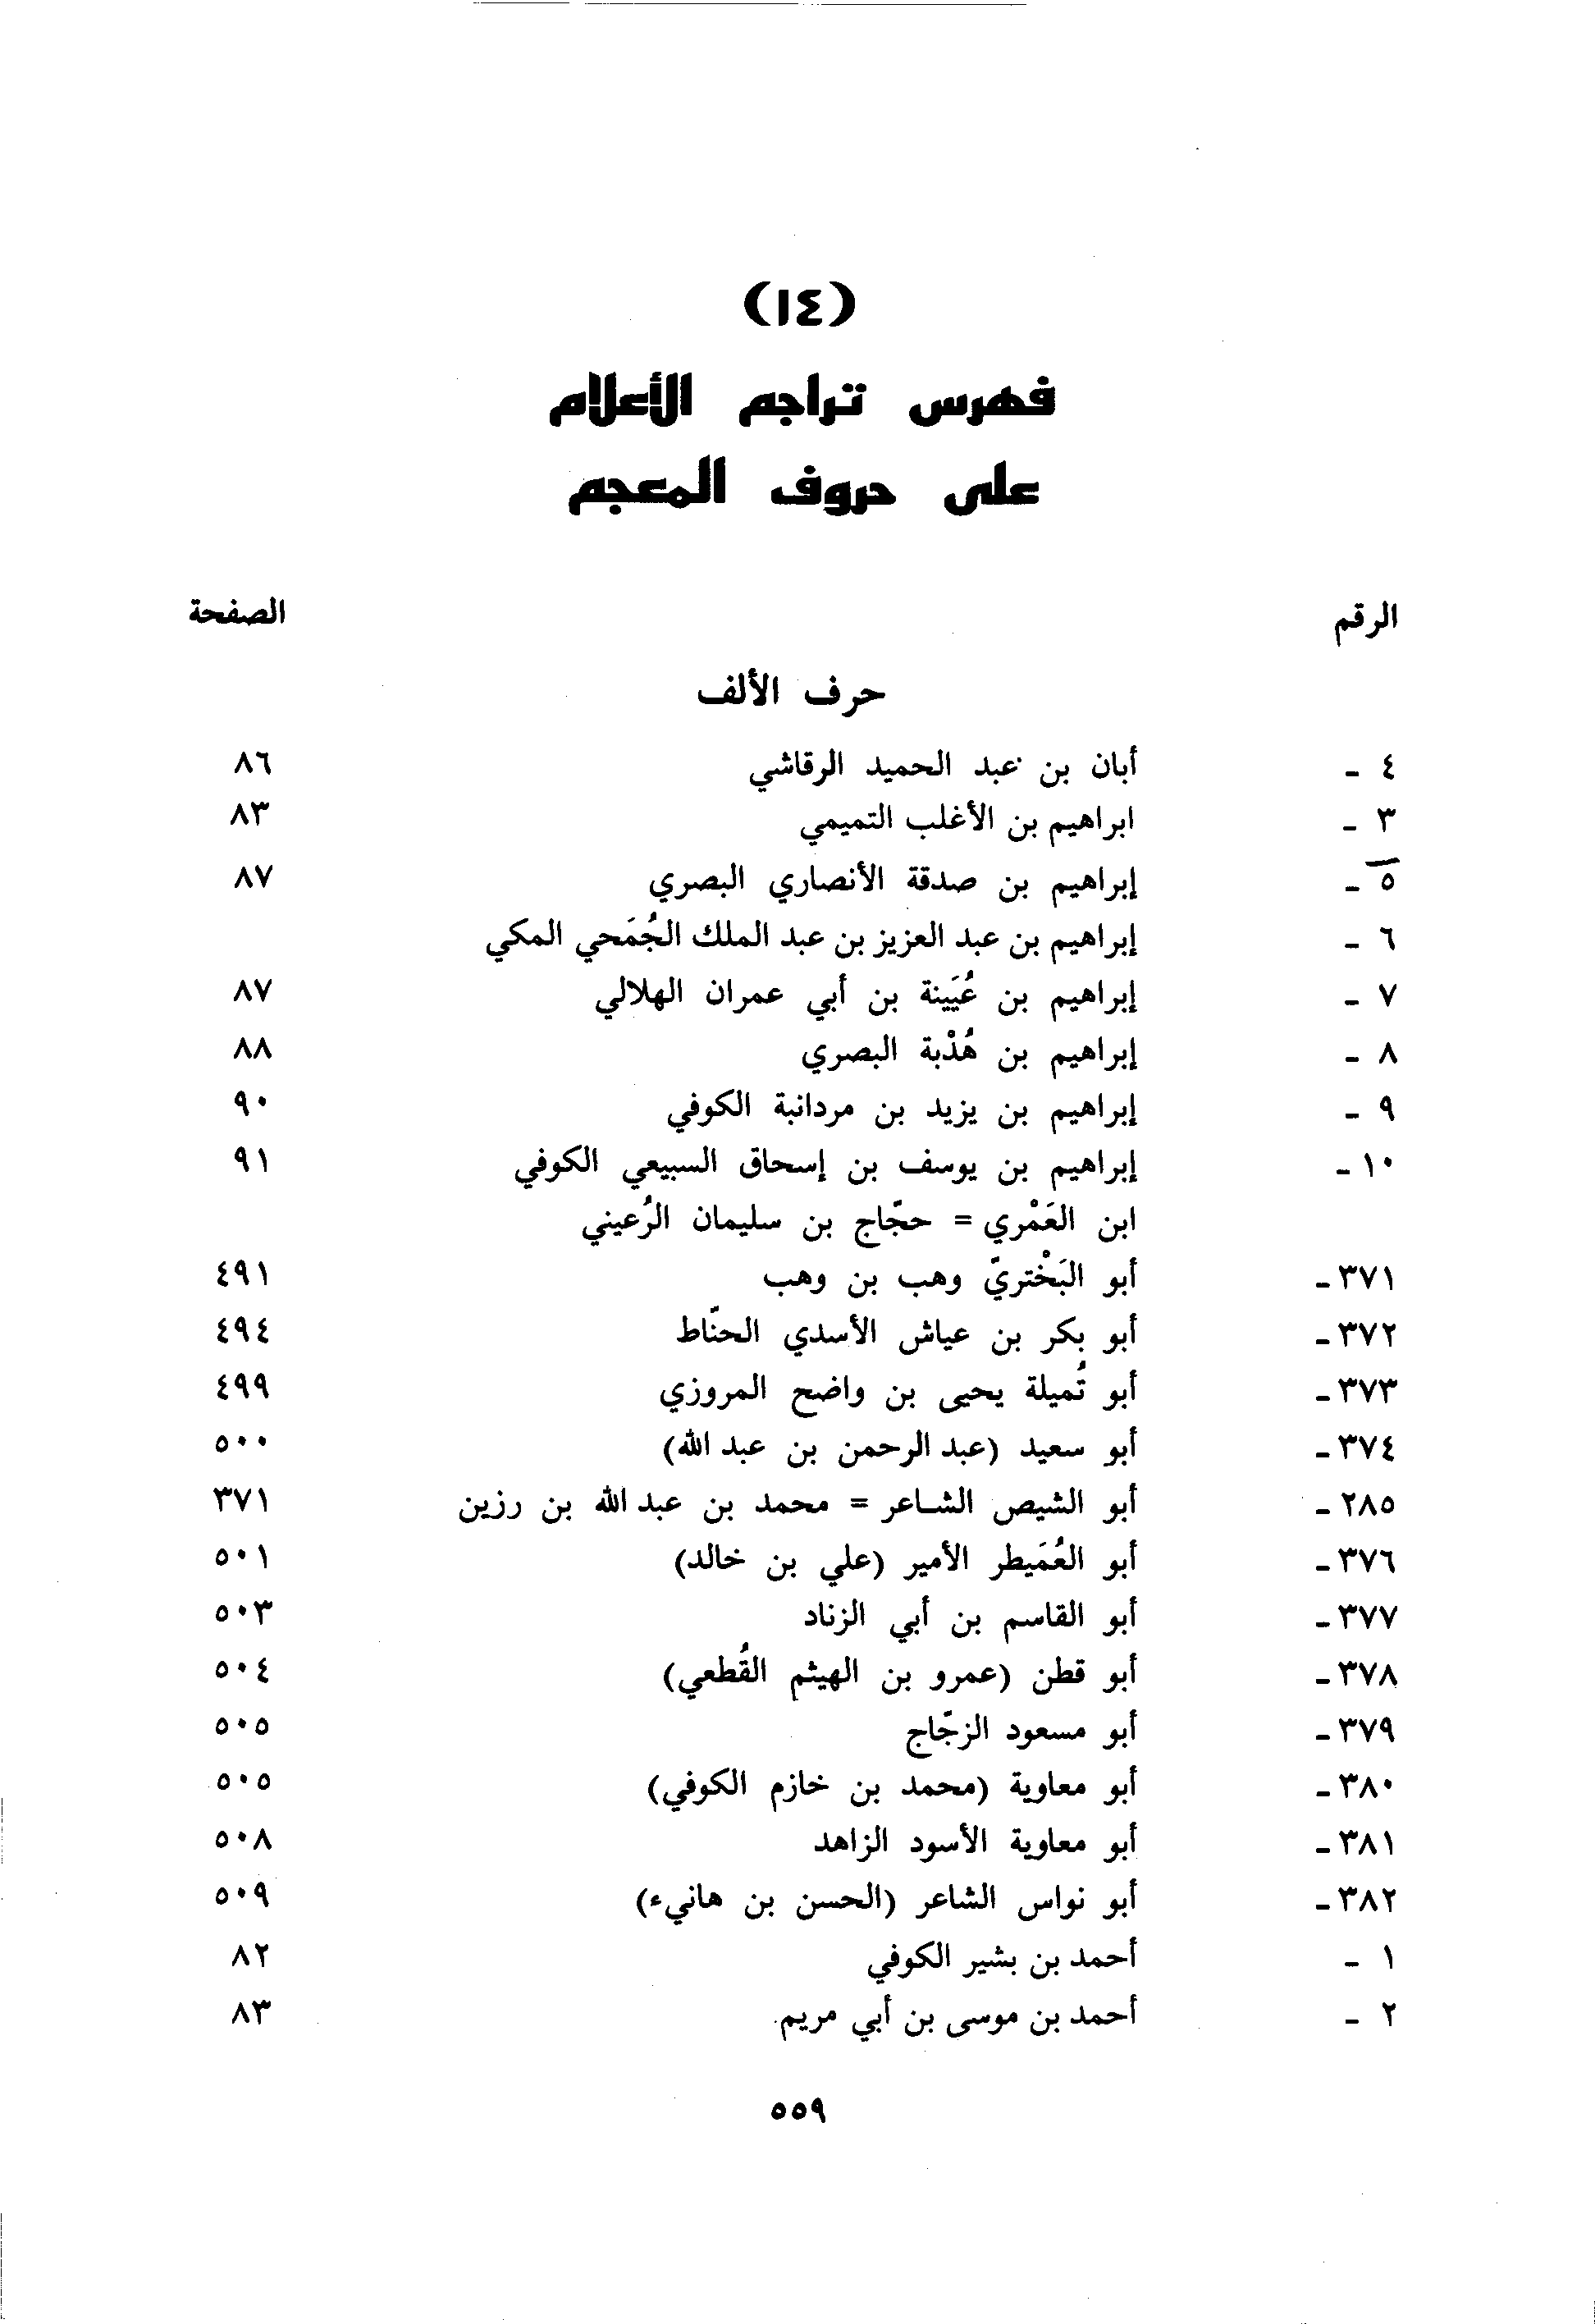 (١٤)
فهرس تراجم الأعلام
على حروف المعجم
الرقم الصفحة
حرف الألف
٤ - أبان بن عبد الحميد الرقاشي ٨٦
٣ - ابراهيم بن الأغلب التميمي ٨٣
٥ - إبراهيم بن صدقة الأنصاري البصري ٨٧
٦ - إبراهيم بن عبد العزيز بن عبد الملك الجُمَحي المكي
٧ - إبراهيم بن عُيَينة بن أبي عمران الهلالي ٨٧
٨ - إبراهيم بن هُدْبة البصري ٨٨
٩ - إبراهيم بن يزيد بن مردانبة الكوفي ٩٠
١٠- إبراهيم بن يوسف بن إسحاق السبيعي الكوفي ٩١
ابن العَمْري = حجّاج بن سليمان الرُعيني
٣٧١- أبو البَخْتريّ وهب بن وهب ٤٩١
٣٧٢- أبو بكر بن عياش الأسدي الحنّاط ٤٩٤
٣٧٣- أبو تُميلة يحيى بن واضح المروزي ٤٩٩
٣٧٤- أبو سعيد (عبد الرحمن بن عبد الله) ٥٠٠
٢٨٥- أبو الشيص الشاعر = محمد بن عبد الله بن رزين ٣٧١
٣٧٦- أبو العُمَيطر الأمير (علي بن خالد) ٥٠١
٣٧٧- أبو القاسم بن أبي الزناد ٥٠٣
٣٧٨- أبو قطن (عمرو بن الهيثم القُطعي) ٥٠٤
٣٧٩- أبو مسعود الزجّاج ٥٠٥
٣٨٠- أبو معاوية (محمد بن خازم الكوفي) ٥٠٥
٣٨١- أبو معاوية الأسود الزاهد ٥٠٨
٣٨٢- أبو نواس الشاعر (الحسن بن هانيء) ٥٠٩
١ - أحمد بن بشير الكوفي ٨٢
٢ - أحمد بن موسى بن أبي مريم ٨٣
٥٥٩